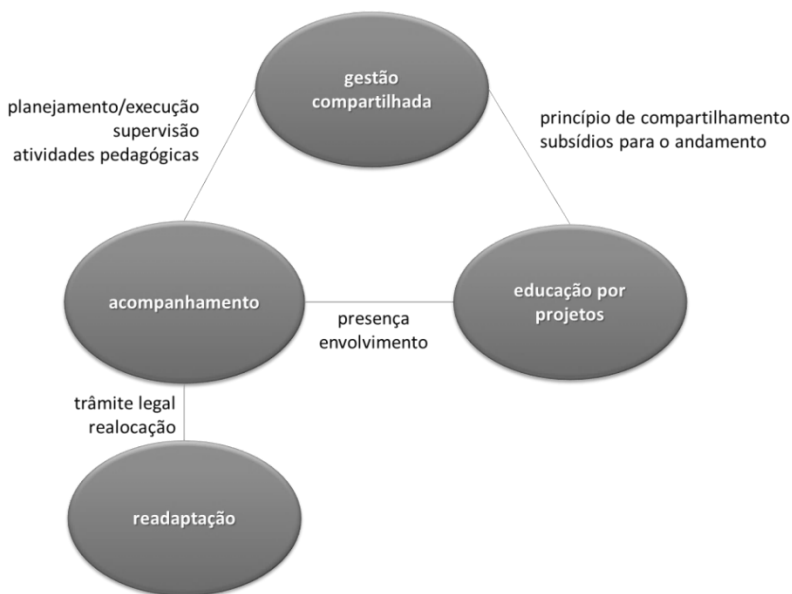 gestão
compartilhada
planejamento/execução
supervisão
atividades pedagógicas
princípio de compartilhamento
subsídios para o andamento
acompanhamento
educação por
projetos
presença
envolvimento
trâmite legal
realocação
readaptação